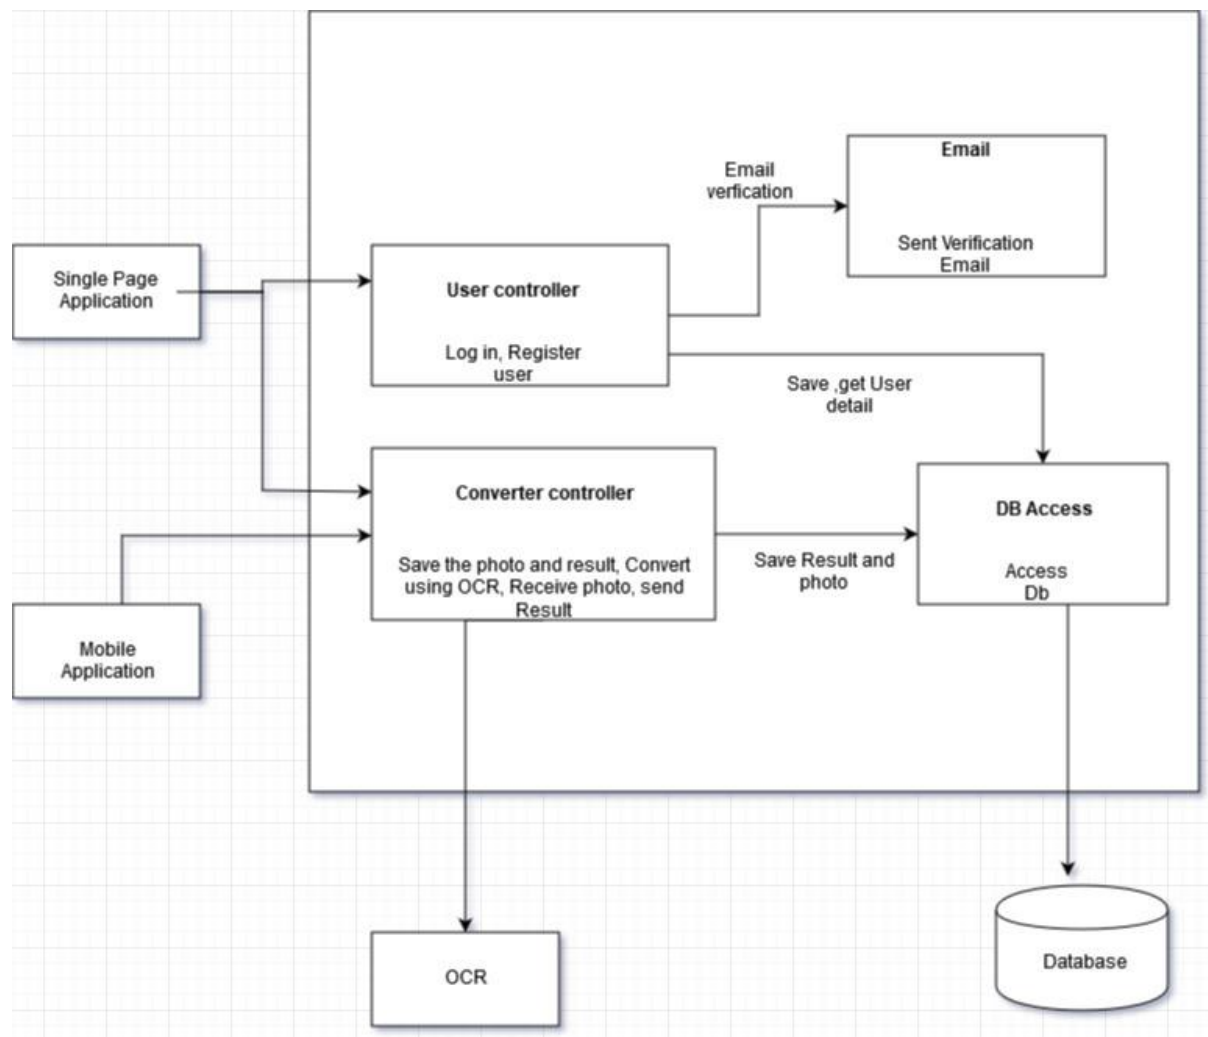 Email
Sent Verification
Email
Email
verfication
Single Page
Application
User controller
Log in, Register
user
Save ,get User
detail
Converter controller
Save the photo and result, Convert
using OCR, Receive photo, send
Result
Save Result and
photo
DB Access
Access
Db
Mobile
Application
OCR
Database